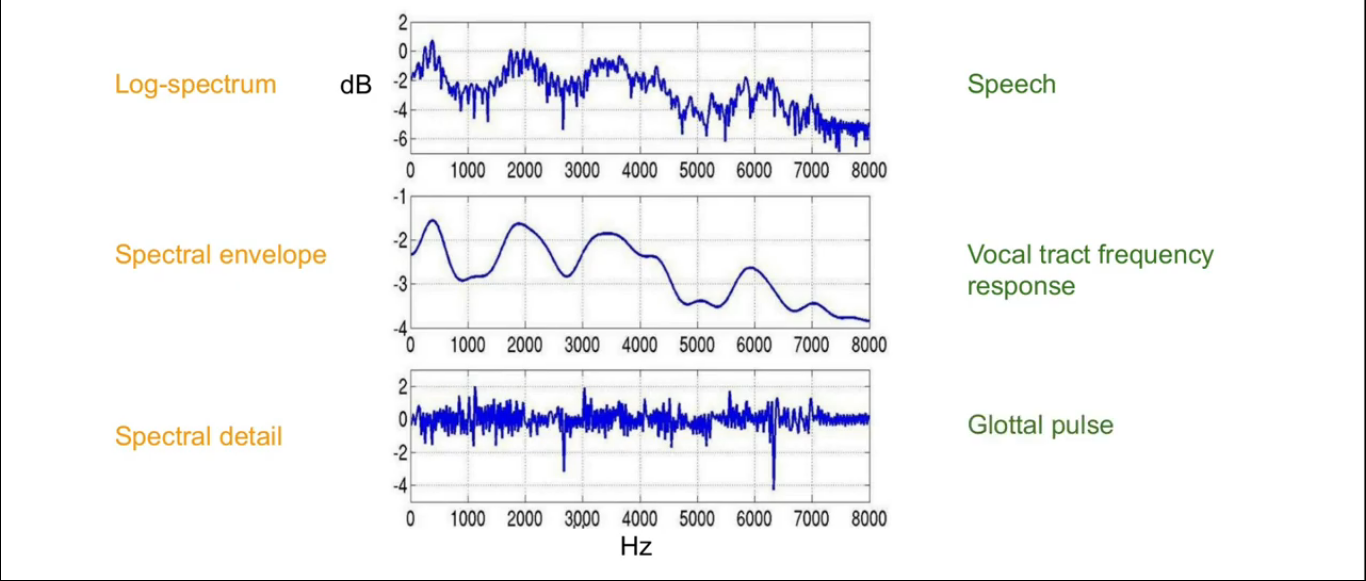 2
0
Log-spectrum dB -2 Speech
-4
-6
0 1000 2000 3000 4000 5000 6000 7000 8000
-1
-2
Spectral envelope Vocal tract frequency
response
-3
-4
0 1000 2000 3000 4000 5000 6000 7000 8000
2
0
Spectral detail Glottal pulse
-2
-4
0 1000 2000 3000 4000 5000 6000 7000 8000
Hz